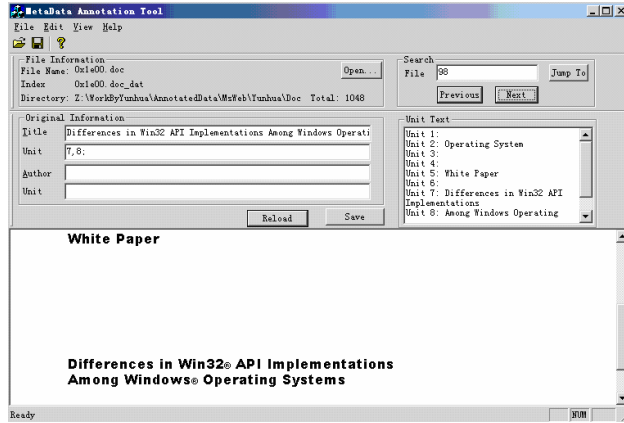 MetaData Annotation Tool
File Edit View Help
File Information
File Name: 0x1e00.doc
Open...
Index 0x1e00.doc_dat
Directory: Z:\WorkByYunhua\AnnotatedData\MsWeb\Yunhua\Doc Total: 1048
Search
File 98
Jump To
Previous Next
Original Information
Title Differences in Win32 API Implementations Among Windows Operati
Unit 7,8;
Author
Unit
Reload Save
Unit Text
Unit 1:
Unit 2: Operating System
Unit 3:
Unit 4:
Unit 5: White Paper
Unit 6:
Unit 7: Differences in Win32 API
Implementations
Unit 8: Among Windows Operating
White Paper
Differences in Win32® API Implementations
Among Windows® Operating Systems
Ready NUM